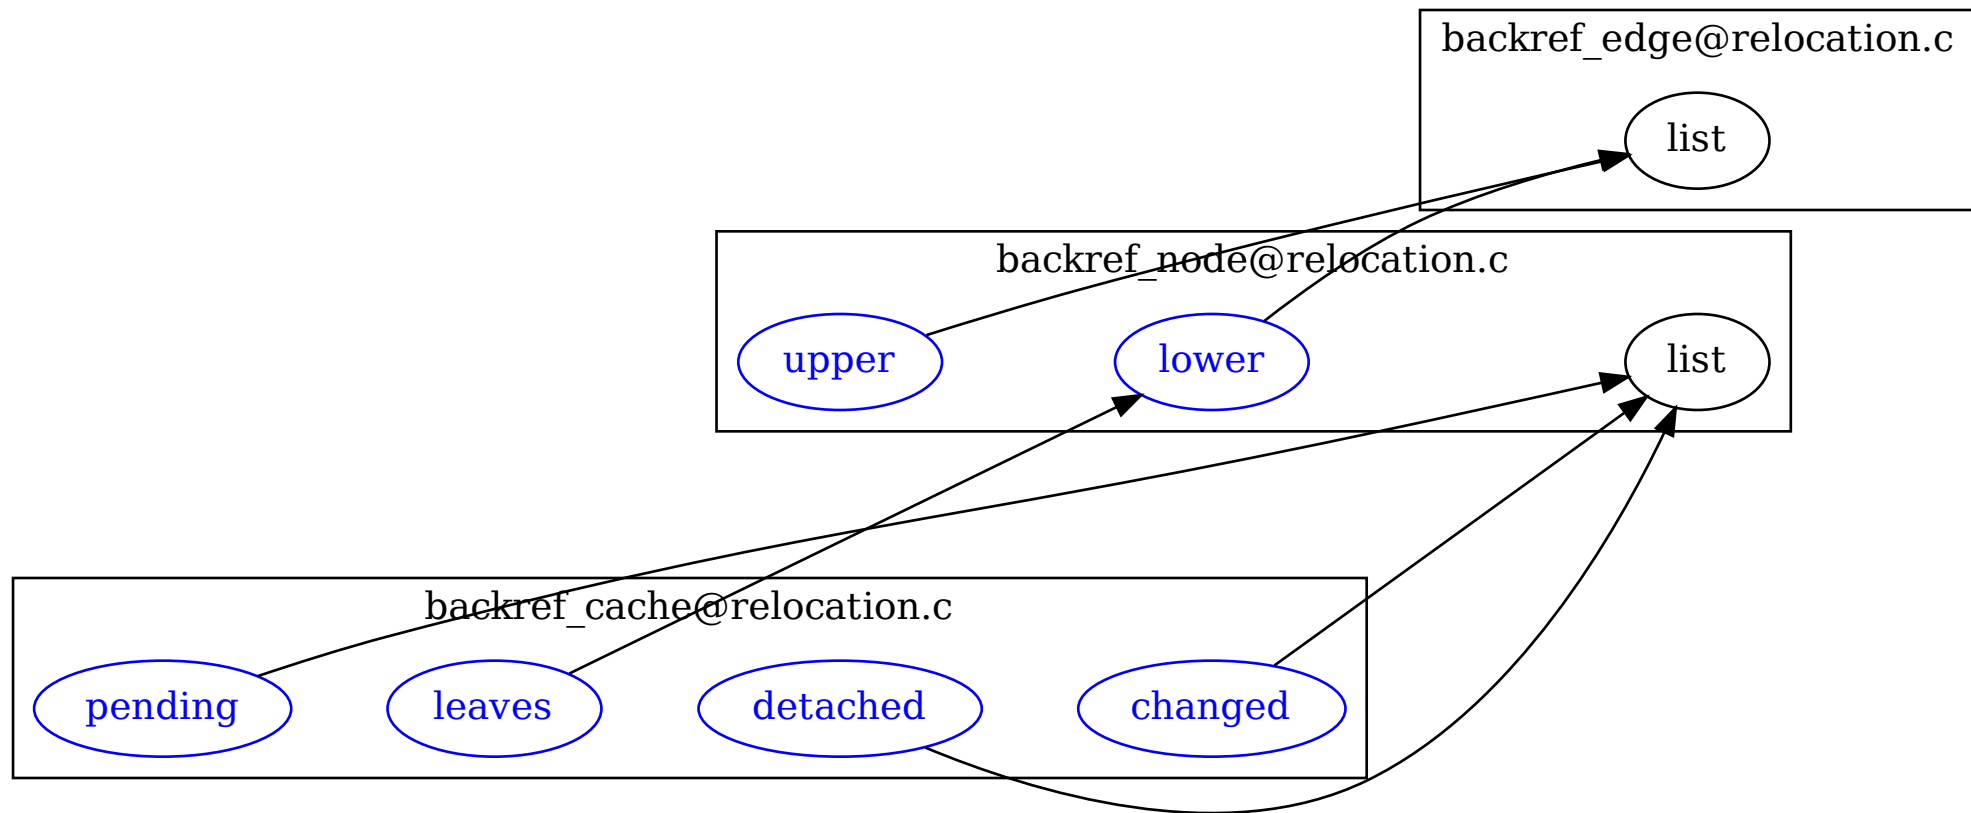 backref_edge@relocation.c
list
backref_node@relocation.c
upper
lower
list
backref_cache@relocation.c
pending
leaves
detached
changed